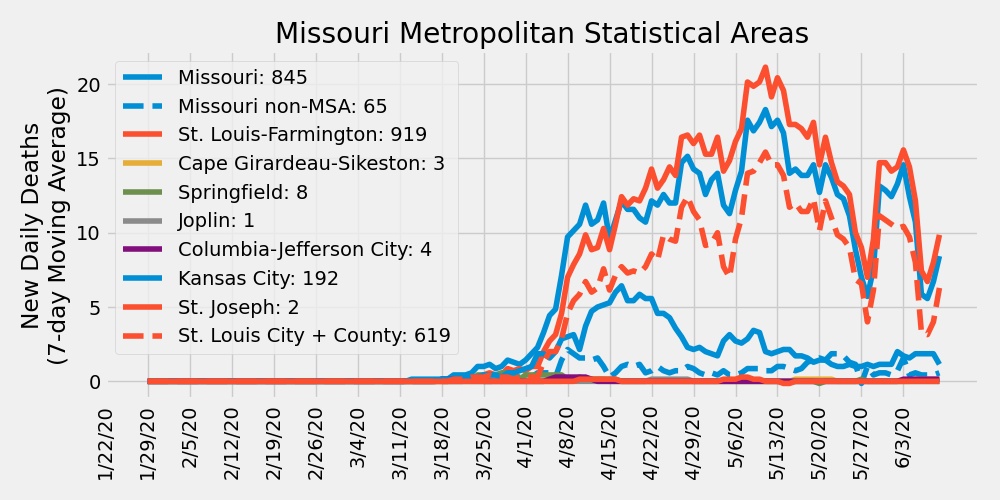 Missouri Metropolitan Statistical Areas
New Daily Deaths
(7-day Moving Average)
20
15
10
5
0
Missouri: 845
Missouri non-MSA: 65
St. Louis-Farmington: 919
Cape Girardeau-Sikeston: 3
Springfield: 8
Joplin: 1
Columbia-Jefferson City: 4
Kansas City: 192
St. Joseph: 2
St. Louis City + County: 619
1/22/20
1/29/20
2/5/20
2/12/20
2/19/20
2/26/20
3/4/20
3/11/20
3/18/20
3/25/20
4/1/20
4/8/20
4/15/20
4/22/20
4/29/20
5/6/20
5/13/20
5/20/20
5/27/20
6/3/20